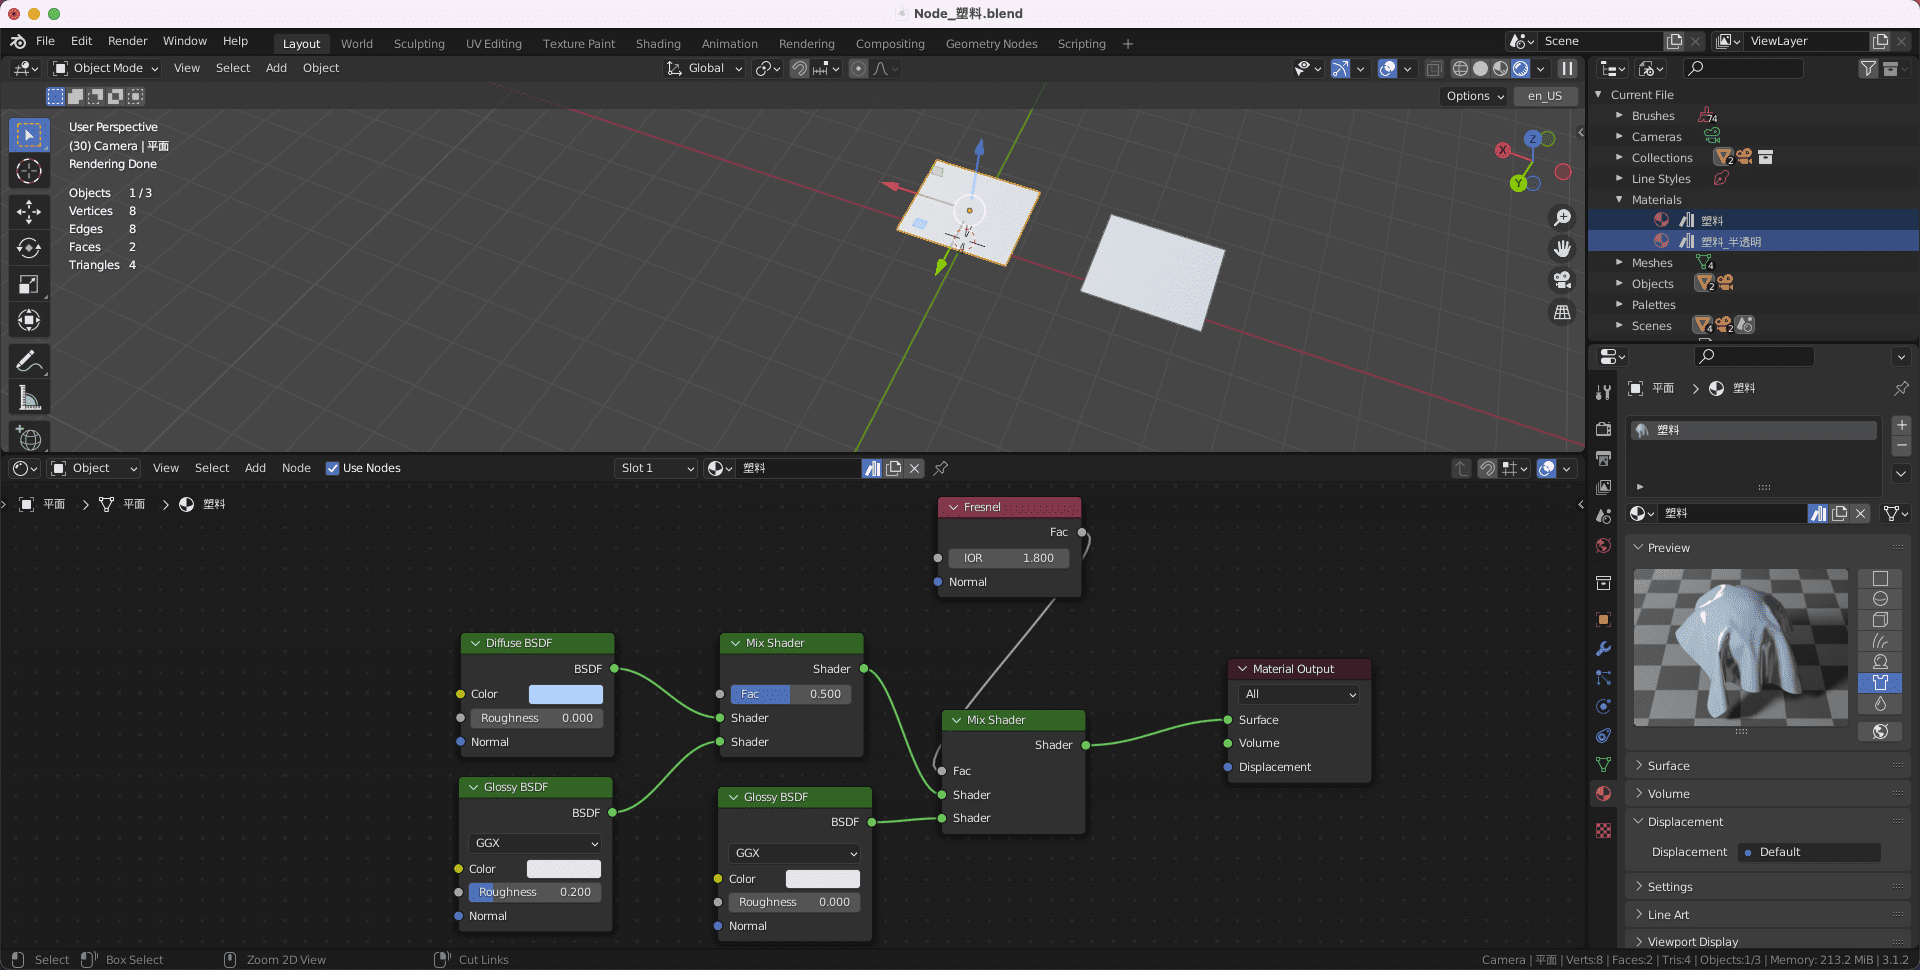 Node_塑料.blend
File Edit Render Window Help Layout World Sculpting UV Editing Texture Paint Shading Animation Rendering Compositing Geometry Nodes Scripting + Scene ViewLayer
Object Mode View Select Add Object Global
Options en_US
User Perspective
(30) Camera | 平面
Rendering Done
Objects 1 / 3
Vertices 8
Edges 8
Faces 2
Triangles 4
X Y Z
Current File
Brushes 74
Cameras
Collections 2
Line Styles
Materials
塑料
塑料_半透明
Meshes 4
Objects 2
Palettes
Scenes 4 2
Object View Select Add Node Use Nodes Slot 1 塑料
平面 > 平面 > 塑料
Fresnel
Fac
IOR 1.800
Normal
Diffuse BSDF
BSDF
Color
Roughness 0.000
Normal
Glossy BSDF
BSDF
GGX
Color
Roughness 0.200
Normal
Mix Shader
Shader
Fac 0.500
Shader
Shader
Glossy BSDF
BSDF
GGX
Color
Roughness 0.000
Normal
Mix Shader
Shader
Fac
Shader
Shader
Material Output
All
Surface
Volume
Displacement
平面 > 塑料
塑料
塑料
Preview
Surface
Volume
Displacement
Displacement Default
Settings
Line Art
Viewport Display
Select Box Select Zoom 2D View Cut Links Camera | 平面 | Verts:8 | Faces:2 | Tris:4 | Objects:1/3 | Memory: 213.2 MiB | 3.1.2